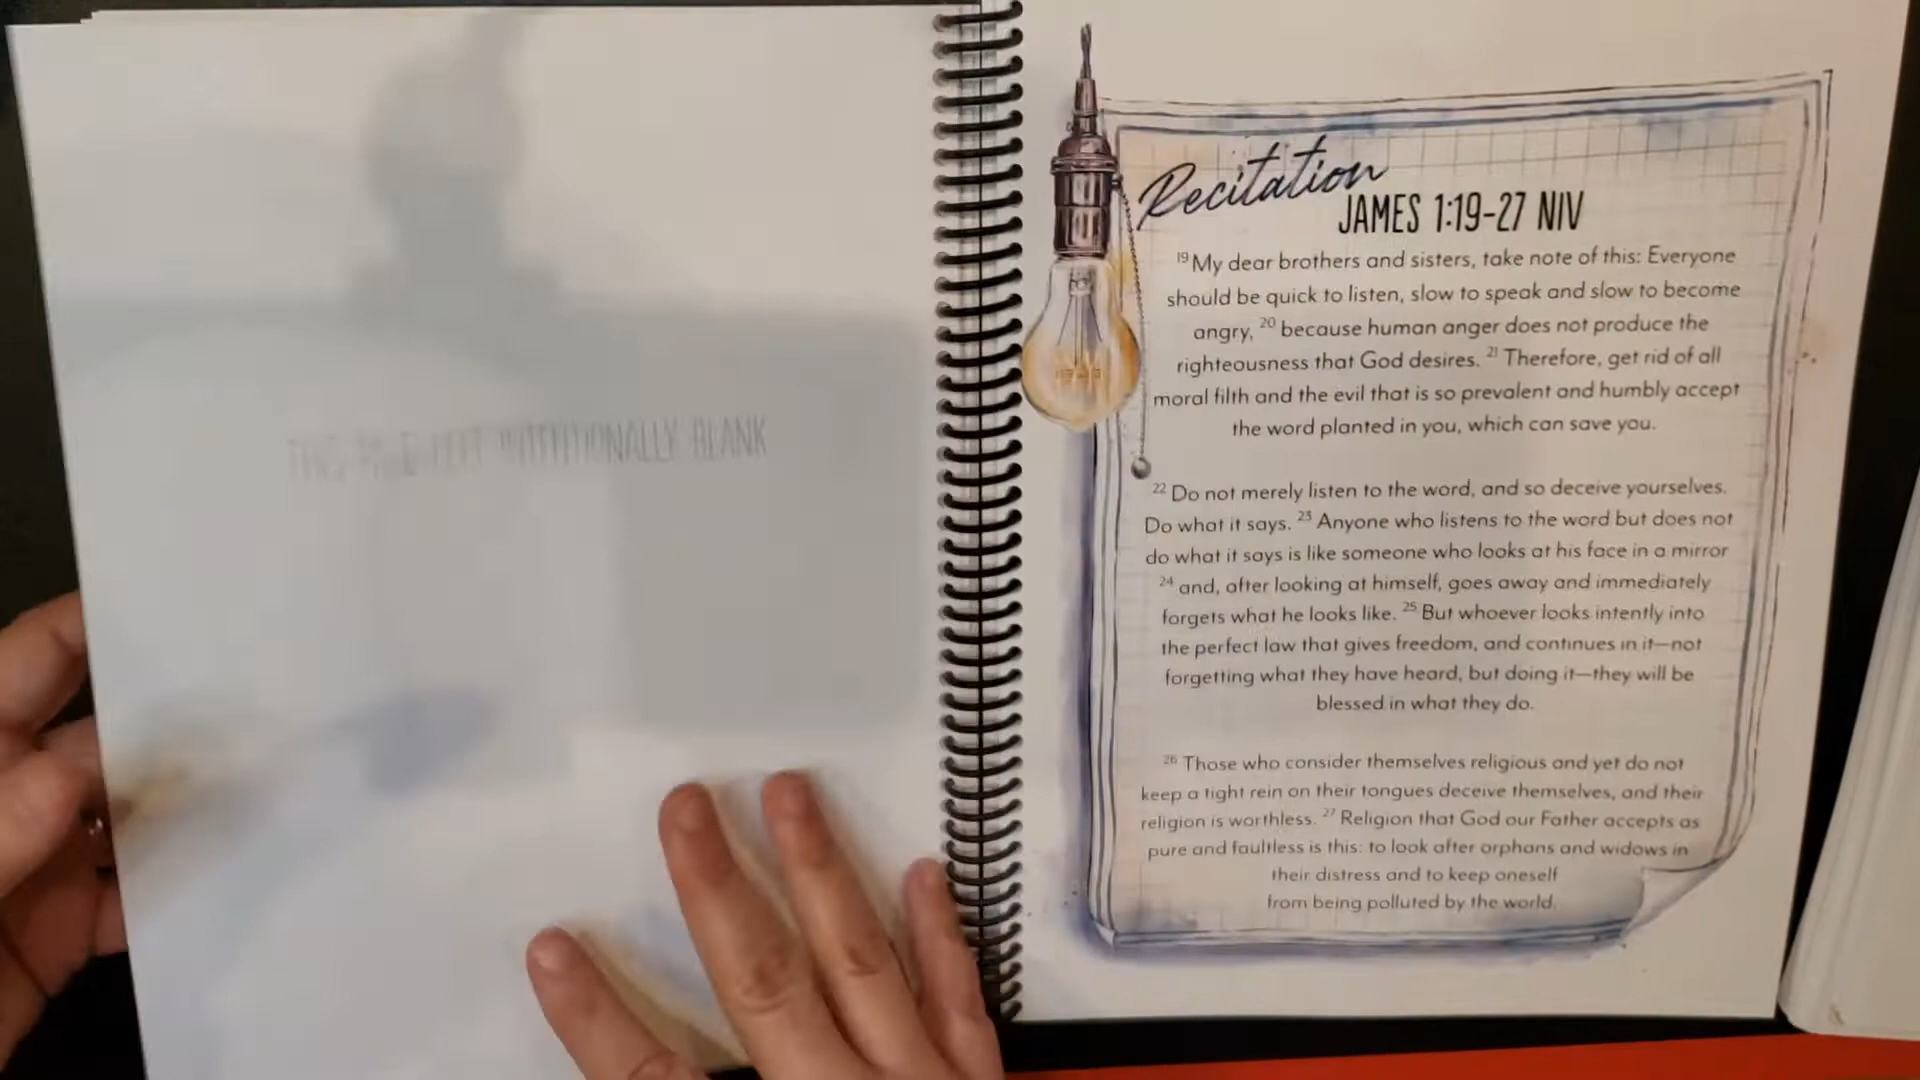 THIS PAGE LEFT INTENTIONALLY BLANK
Recitation
JAMES 1:19-27 NIV
19 My dear brothers and sisters, take note of this: Everyone
should be quick to listen, slow to speak and slow to become
angry, 20 because human anger does not produce the
righteousness that God desires. 21 Therefore, get rid of all
moral filth and the evil that is so prevalent and humbly accept
the word planted in you, which can save you.
22 Do not merely listen to the word, and so deceive yourselves.
Do what it says. 23 Anyone who listens to the word but does not
do what it says is like someone who looks at his face in a mirror
24 and, after looking at himself, goes away and immediately
forgets what he looks like. 25 But whoever looks intently into
the perfect law that gives freedom, and continues in it—not
forgetting what they have heard, but doing it—they will be
blessed in what they do.
26 Those who consider themselves religious and yet do not
keep a tight rein on their tongues deceive themselves, and their
religion is worthless. 27 Religion that God our Father accepts as
pure and faultless is this: to look after orphans and widows in
their distress and to keep oneself
from being polluted by the world.